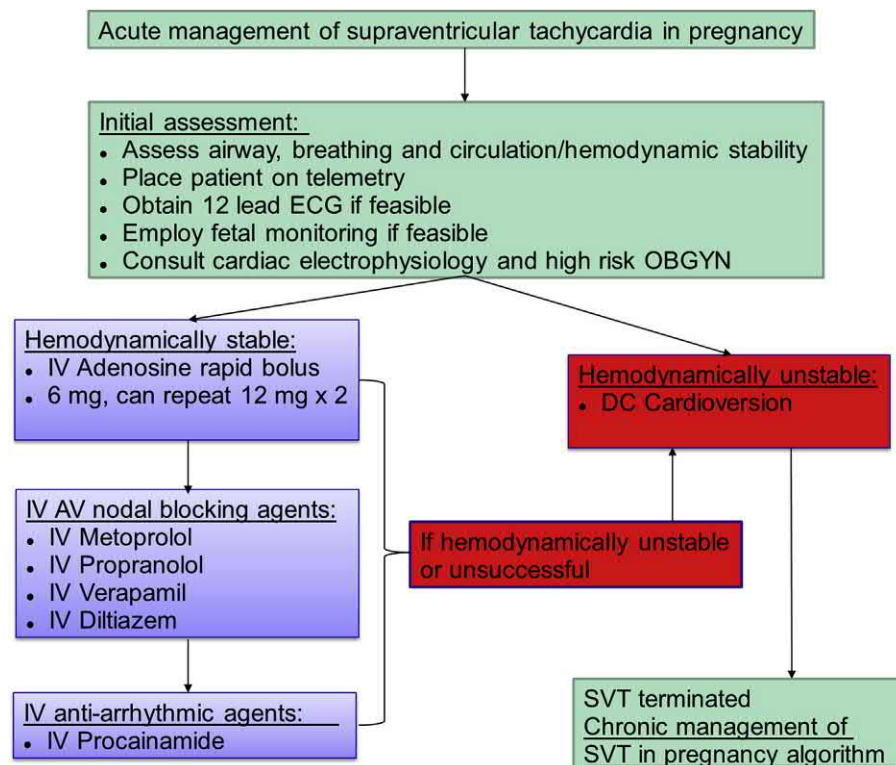 Acute management of supraventricular tachycardia in pregnancy
Initial assessment:
• Assess airway, breathing and circulation/hemodynamic stability
• Place patient on telemetry
• Obtain 12 lead ECG if feasible
• Employ fetal monitoring if feasible
• Consult cardiac electrophysiology and high risk OBGYN
Hemodynamically stable:
• IV Adenosine rapid bolus
• 6 mg, can repeat 12 mg x 2
Hemodynamically unstable:
• DC Cardioversion
IV AV nodal blocking agents:
• IV Metoprolol
• IV Propranolol
• IV Verapamil
• IV Diltiazem
If hemodynamically unstable
or unsuccessful
IV anti-arrhythmic agents:
• IV Procainamide
SVT terminated
Chronic management of
SVT in pregnancy algorithm